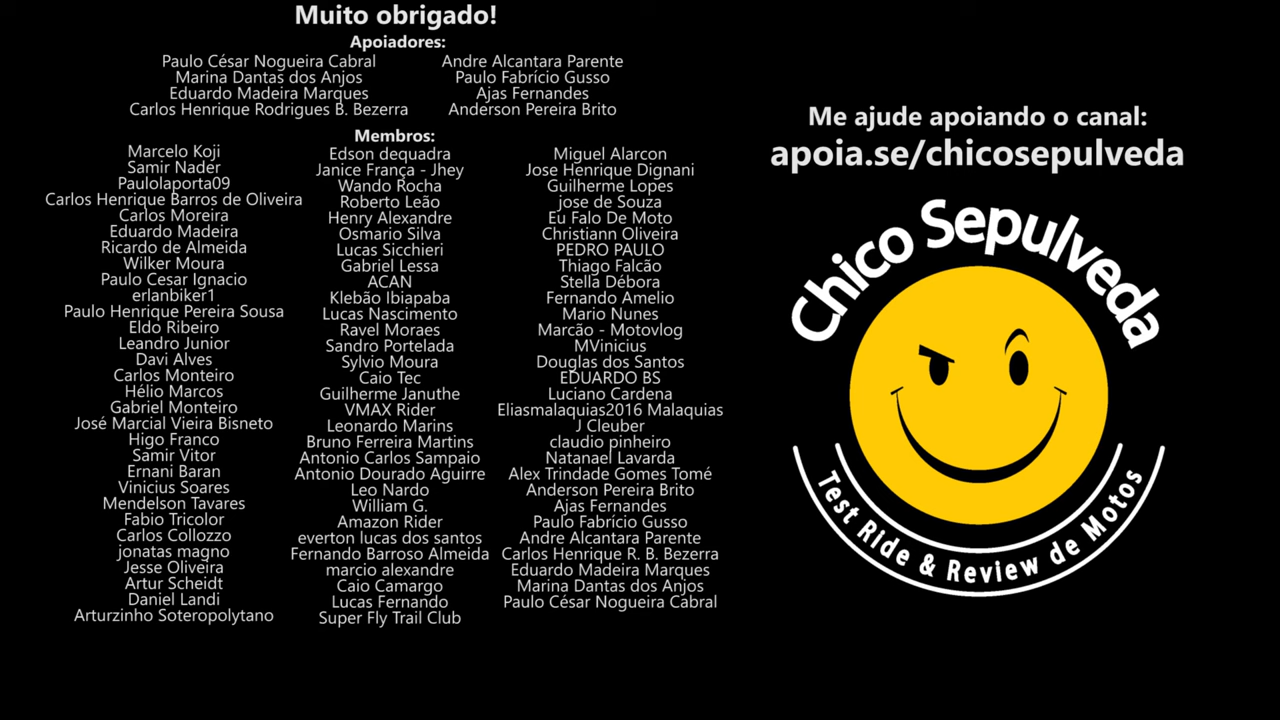 Muito obrigado!
Apoiadores:
Paulo César Nogueira Cabral
Marina Dantas dos Anjos
Eduardo Madeira Marques
Carlos Henrique Rodrigues B. Bezerra
Andre Alcantara Parente
Paulo Fabrício Gusso
Ajas Fernandes
Anderson Pereira Brito
Membros:
Marcelo Koji
Samir Nader
Paulolaporta09
Carlos Henrique Barros de Oliveira
Carlos Moreira
Eduardo Madeira
Ricardo de Almeida
Wilker Moura
Paulo Cesar Ignacio
erlanbiker1
Paulo Henrique Pereira Sousa
Eldo Ribeiro
Leandro Junior
Davi Alves
Carlos Monteiro
Hélio Marcos
Gabriel Monteiro
José Marcial Vieira Bisneto
Higo Franco
Samir Vitor
Ernani Baran
Vinicius Soares
Mendelson Tavares
Fabio Tricolor
Carlos Collozzo
jonatas magno
Jesse Oliveira
Artur Scheidt
Daniel Landi
Arturzinho Soteropolytano
Edson dequadra
Janice França - Jhey
Wando Rocha
Roberto Leão
Henry Alexandre
Osmario Silva
Lucas Sicchieri
Gabriel Lessa
ACAN
Klebão Ibiapaba
Lucas Nascimento
Ravel Moraes
Sandro Portelada
Sylvio Moura
Caio Tec
Guilherme Januthe
VMAX Rider
Leonardo Marins
Bruno Ferreira Martins
Antonio Carlos Sampaio
Antonio Dourado Aguirre
Leo Nardo
William G.
Amazon Rider
everton lucas dos santos
Fernando Barroso Almeida
marcio alexandre
Caio Camargo
Lucas Fernando
Super Fly Trail Club
Miguel Alarcon
Jose Henrique Dignani
Guilherme Lopes
jose de Souza
Eu Falo De Moto
Christiann Oliveira
PEDRO PAULO
Thiago Falcão
Stella Débora
Fernando Amelio
Mario Nunes
Marcão - Motovlog
MVinicius
Douglas dos Santos
EDUARDO BS
Luciano Cardena
Eliasmalaquias2016 Malaquias
J Cleuber
claudio pinheiro
Natanael Lavarda
Alex Trindade Gomes Tomé
Anderson Pereira Brito
Ajas Fernandes
Paulo Fabrício Gusso
Andre Alcantara Parente
Carlos Henrique R. B. Bezerra
Eduardo Madeira Marques
Marina Dantas dos Anjos
Paulo César Nogueira Cabral
Me ajude apoiando o canal:
apoia.se/chicosepulveda
Chico Sepulveda
Test Ride & Review de Motos